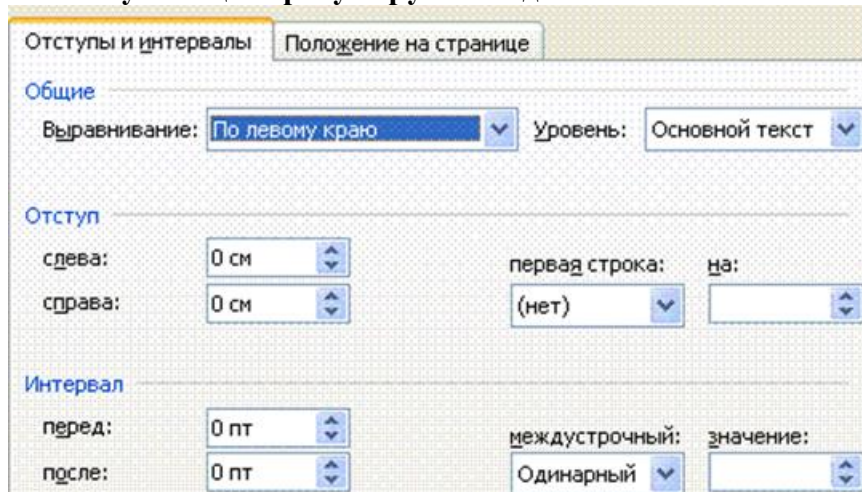 Отступы и интервалы Положение на странице
Общие
Выравнивание: По левому краю Уровень: Основной текст
Отступ
слева: 0 см первая строка: на:
справа: 0 см (нет)
Интервал
перед: 0 пт междустрочный: значение:
после: 0 пт Одинарный